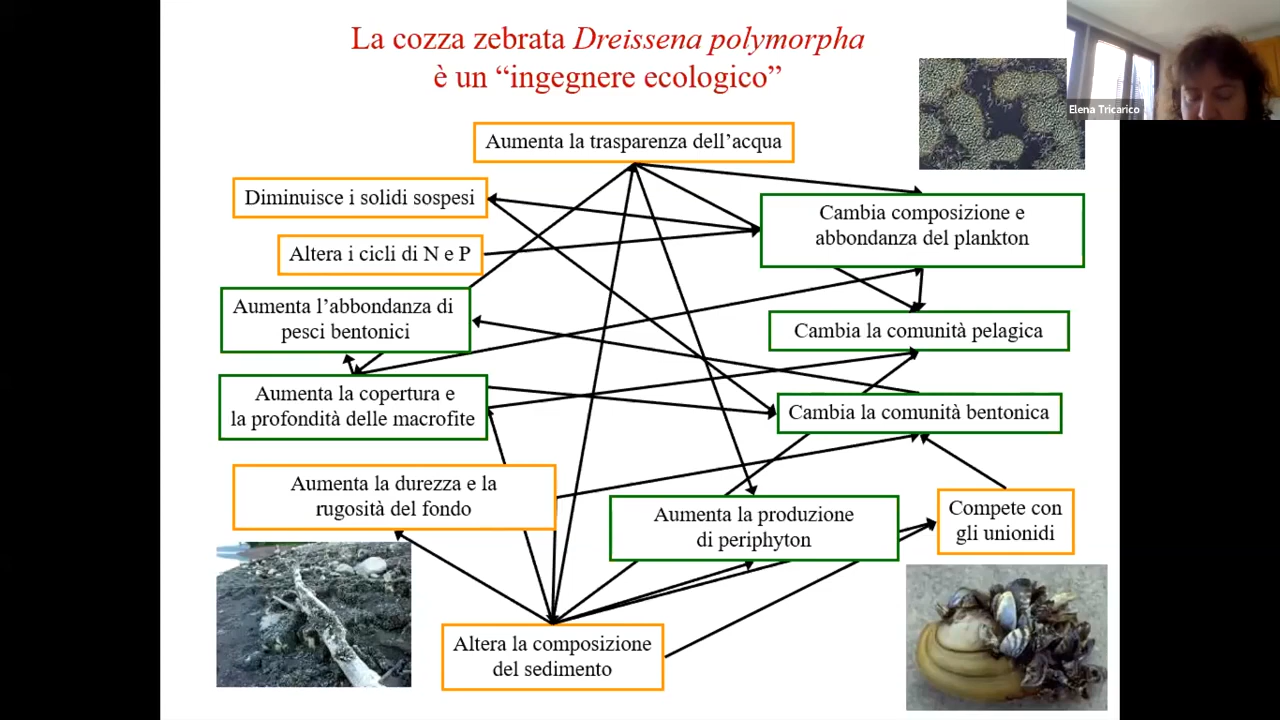 La cozza zebrata Dreissena polymorpha
è un “ingegnere ecologico”
Elena Tricarico
Aumenta la trasparenza dell’acqua
Diminuisce i solidi sospesi
Cambia composizione e
abbondanza del plankton
Altera i cicli di N e P
Aumenta l’abbondanza di
pesci bentonici
Cambia la comunità pelagica
Aumenta la copertura e
la profondità delle macrofite
Cambia la comunità bentonica
Aumenta la durezza e la
rugosità del fondo
Aumenta la produzione
di periphyton
Compete con
gli unionidi
Altera la composizione
del sedimento